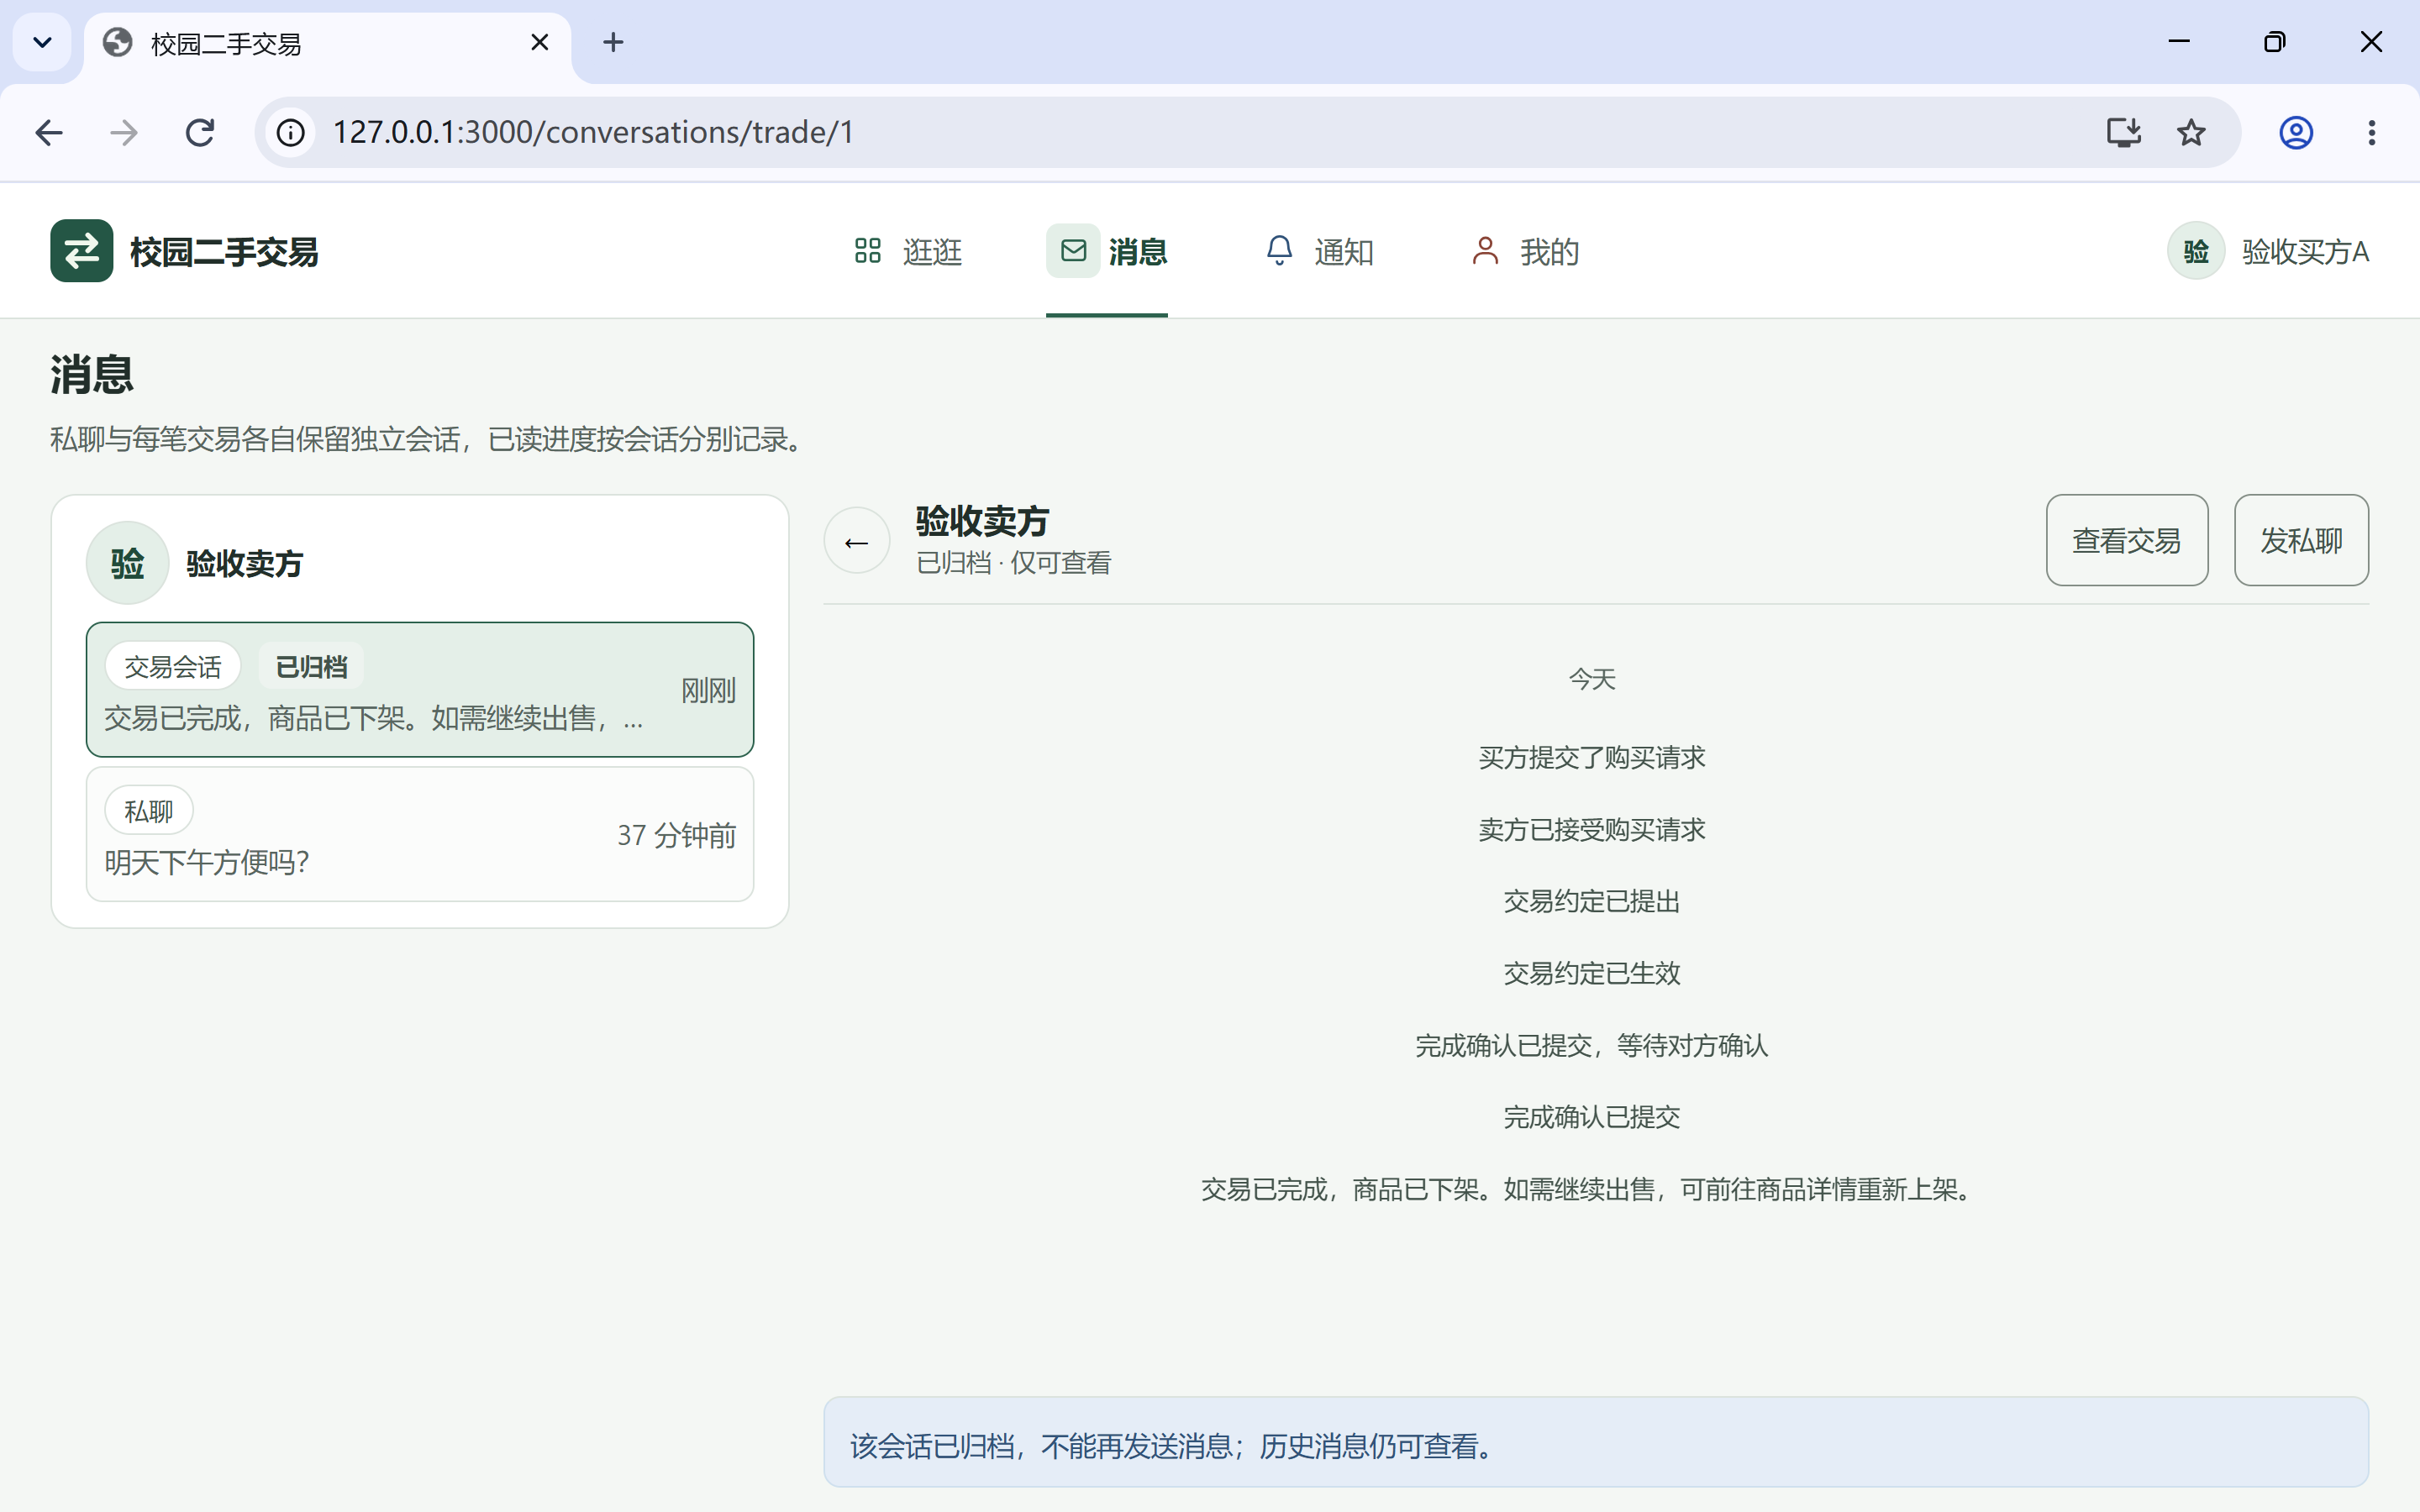 校园二手交易
127.0.0.1:3000/conversations/trade/1
校园二手交易
逛逛
消息
通知
我的
验
验收买方A
消息
私聊与每笔交易各自保留独立会话，已读进度按会话分别记录。
验
验收卖方
交易会话
已归档
刚刚
交易已完成，商品已下架。如需继续出售，...
私聊
37 分钟前
明天下午方便吗？
←
验收卖方
已归档 · 仅可查看
查看交易
发私聊
今天
买方提交了购买请求
卖方已接受购买请求
交易约定已提出
交易约定已生效
完成确认已提交，等待对方确认
完成确认已提交
交易已完成，商品已下架。如需继续出售，可前往商品详情重新上架。
该会话已归档，不能再发送消息；历史消息仍可查看。